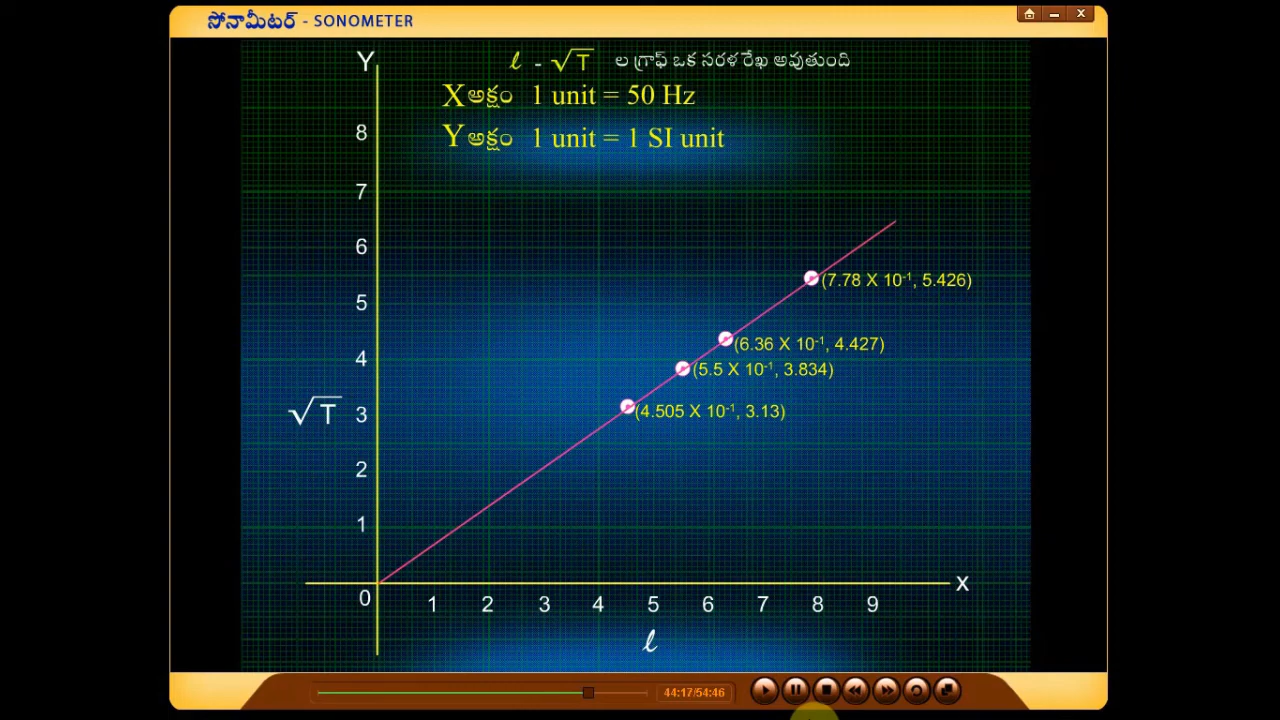 సోనామీటర్ - SONOMETER
Y
ℓ - √T ల గ్రాఫ్ ఒక సరళ రేఖ అవుతుంది
X అక్షం 1 unit = 50 Hz
Y అక్షం 1 unit = 1 SI unit
8
7
6
5
4
3
2
1
√T
(7.78 X 10⁻¹, 5.426)
(6.36 X 10⁻¹, 4.427)
(5.5 X 10⁻¹, 3.834)
(4.505 X 10⁻¹, 3.13)
X
0 1 2 3 4 5 6 7 8 9
ℓ
44:17/54:46